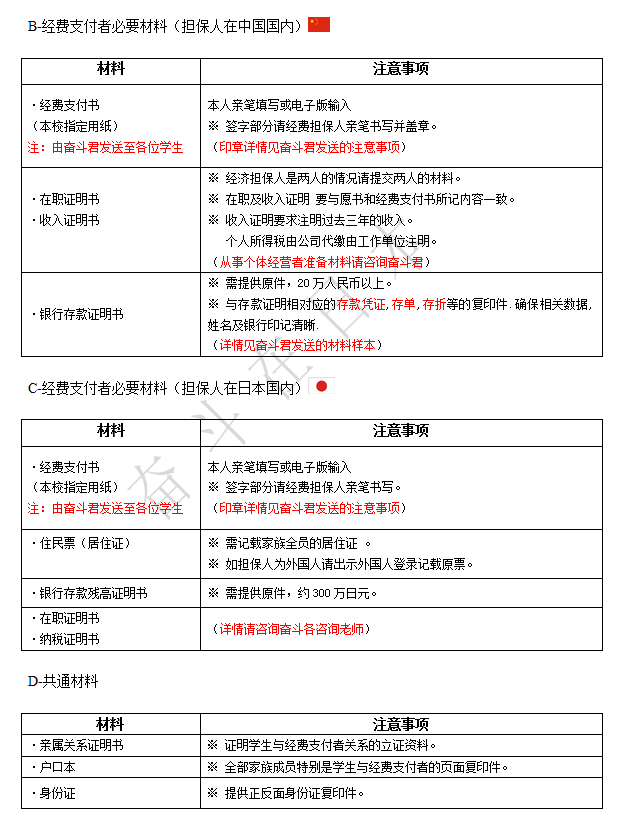 B-经费支付者必要材料（担保人在中国国内）
材料
注意事项
·经费支付书
（本校指定用纸）
注：由奋斗君发送至各位学生
本人亲笔填写或电子版输入
※ 签字部分请经费担保人亲笔书写并盖章。
（印章详情见奋斗君发送的注意事项）
·在职证明书
·收入证明书
※ 经济担保人是两人的情况请提交两人的材料。
※ 在职及收入证明 要与愿书和经费支付书所记内容一致。
※ 收入证明要求注明过去三年的收入。
个人所得税由公司代缴由工作单位注明。
（从事个体经营者准备材料请咨询奋斗君）
·银行存款证明书
※ 需提供原件，20万人民币以上。
※ 与存款证明相对应的存款凭证,存单,存折等的复印件.确保相关数据,
姓名及银行印记清晰.
（详情见奋斗君发送的材料样本）
C-经费支付者必要材料（担保人在日本国内）
材料
注意事项
·经费支付书
（本校指定用纸）
注：由奋斗君发送至各位学生
本人亲笔填写或电子版输入
※ 签字部分请经费担保人亲笔书写。
（印章详情见奋斗君发送的注意事项）
·住民票（居住证）
※ 需记载家族全员的居住证 。
※ 如担保人为外国人请出示外国人登录记载原票。
·银行存款残高证明书
※ 需提供原件，约300万日元。
·在职证明书
·纳税证明书
（详情请咨询奋斗各咨询老师）
D-共通材料
材料
注意事项
·亲属关系证明书
※ 证明学生与经费支付者关系的立证资料。
·户口本
※ 全部家族成员特别是学生与经费支付者的页面复印件。
·身份证
※ 提供正反面身份证复印件。
奋斗在日本